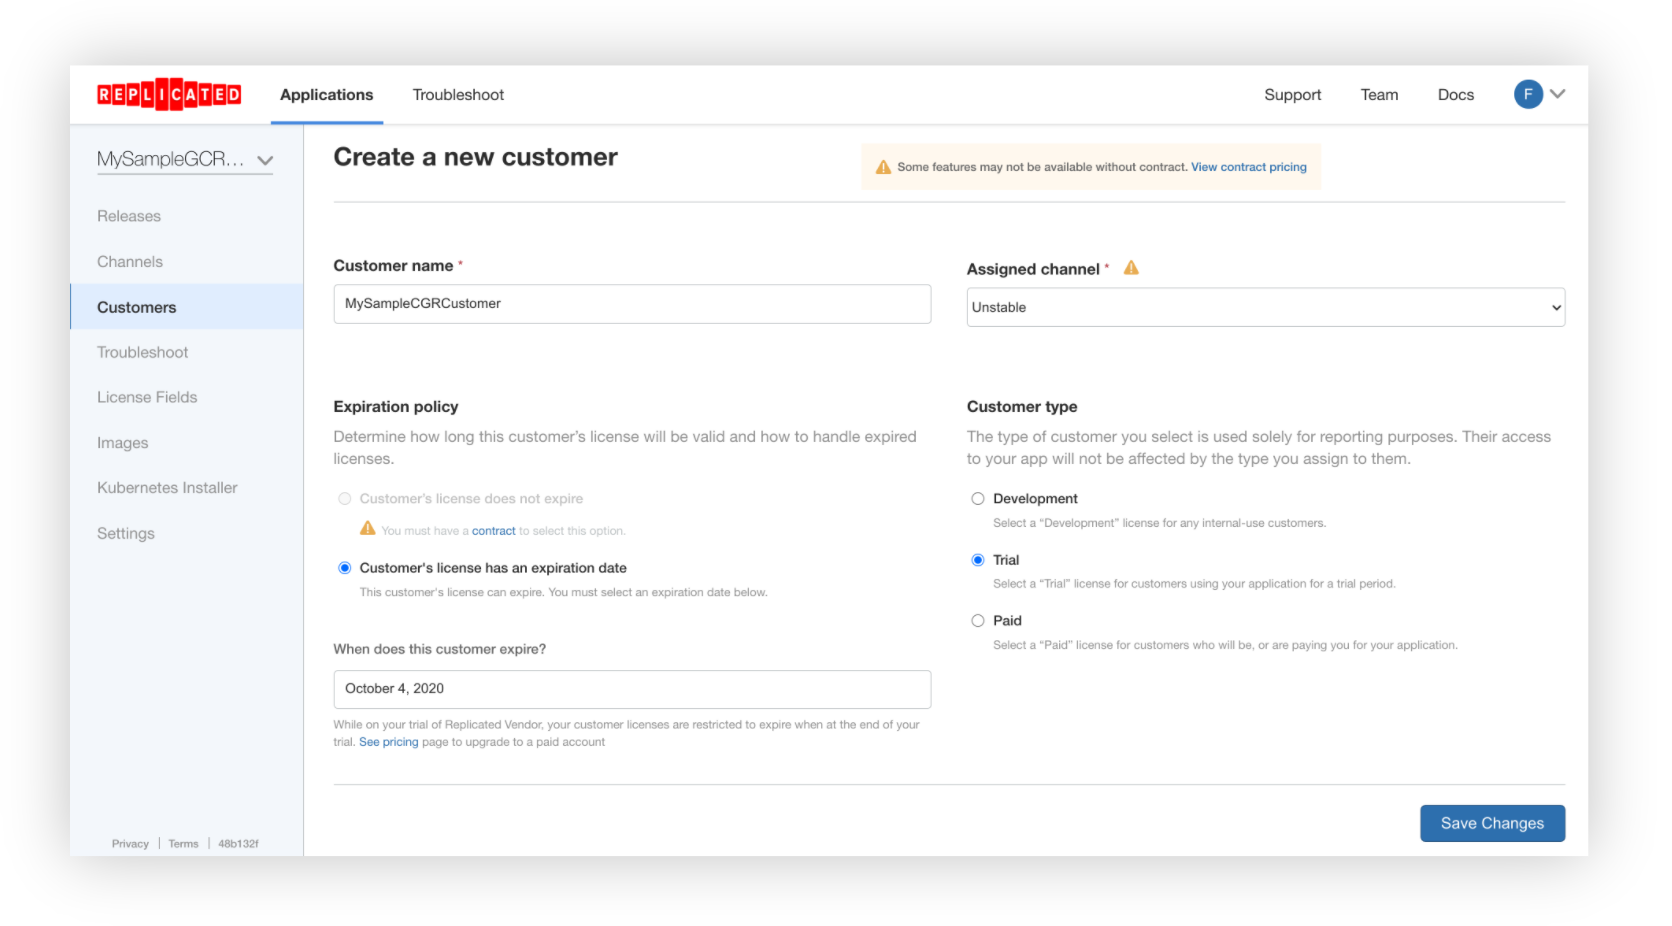 REPLICATED
Applications
Troubleshoot
Support
Team
Docs
F
MySampleGCR...
Releases
Channels
Customers
Troubleshoot
License Fields
Images
Kubernetes Installer
Settings
Privacy | Terms | 48b132f
Create a new customer
Some features may not be available without contract. View contract pricing
Customer name *
MySampleCGRCustomer
Assigned channel *
Unstable
Expiration policy
Determine how long this customer's license will be valid and how to handle expired
licenses.
Customer's license does not expire
You must have a contract to select this option.
Customer's license has an expiration date
This customer's license can expire. You must select an expiration date below.
When does this customer expire?
October 4, 2020
While on your trial of Replicated Vendor, your customer licenses are restricted to expire when at the end of your
trial. See pricing page to upgrade to a paid account
Customer type
The type of customer you select is used solely for reporting purposes. Their access
to your app will not be affected by the type you assign to them.
Development
Select a “Development” license for any internal-use customers.
Trial
Select a “Trial” license for customers using your application for a trial period.
Paid
Select a “Paid” license for customers who will be, or are paying you for your application.
Save Changes